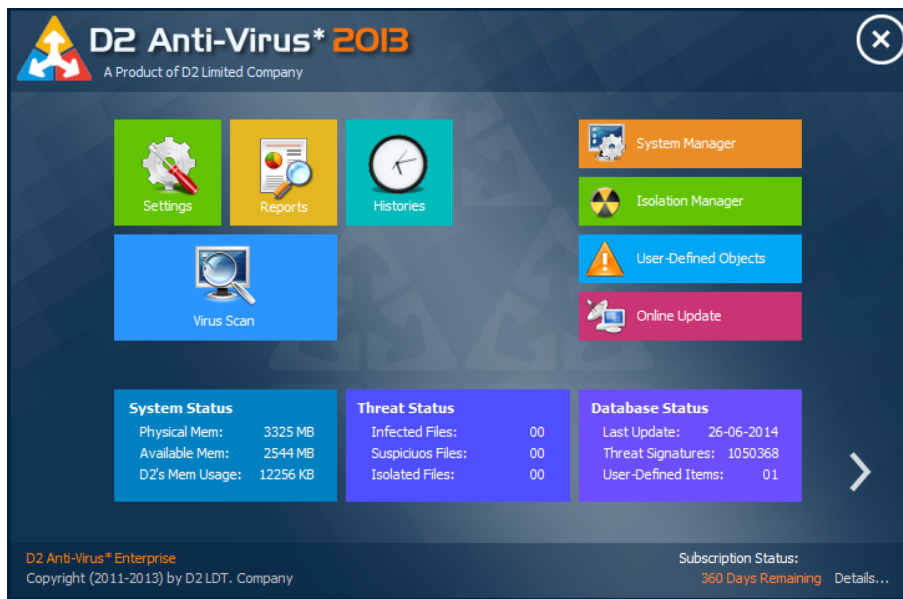 D2 Anti-Virus* 2013
A Product of D2 Limited Company
Settings
Reports
Histories
Virus Scan
System Manager
Isolation Manager
User-Defined Objects
Online Update
System Status
Physical Mem: 3325 MB
Available Mem: 2544 MB
D2's Mem Usage: 12256 KB
Threat Status
Infected Files: 00
Suspiciuos Files: 00
Isolated Files: 00
Database Status
Last Update: 26-06-2014
Threat Signatures: 1050368
User-Defined Items: 01
D2 Anti-Virus* Enterprise
Copyright (2011-2013) by D2 LDT. Company
Subscription Status:
360 Days Remaining Details...